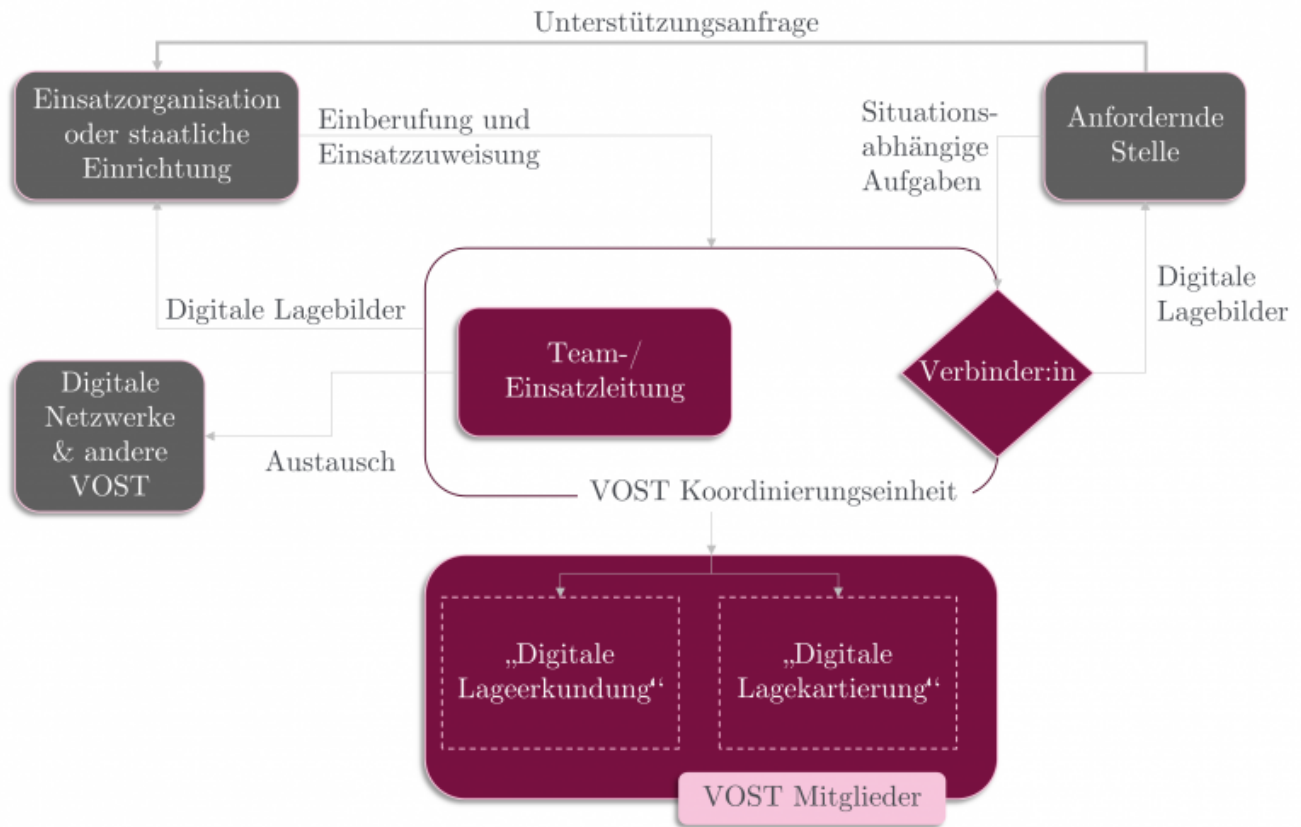 Unterstützungsanfrage
Einsatzorganisation
oder staatliche
Einrichtung
Einberufung und
Einsatzzuweisung
Situations-
abhängige
Aufgaben
Anfordernde
Stelle
Digitale Lagebilder
Digitale
Lagebilder
Team-/
Einsatzleitung
Verbinder:in
Digitale
Netzwerke
& andere
VOST
Austausch
VOST Koordinierungseinheit
„Digitale
Lageerkundung“
„Digitale
Lagekartierung“
VOST Mitglieder